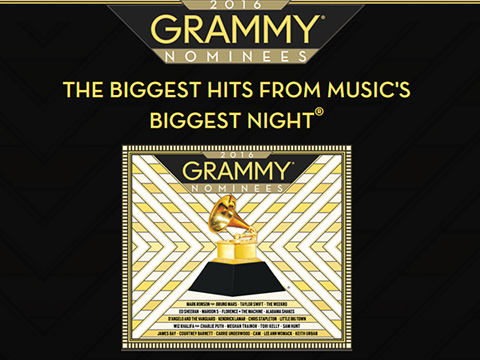 2016
GRAMMY®
NOMINEES
THE BIGGEST HITS FROM MUSIC'S
BIGGEST NIGHT®
2016
GRAMMY®
NOMINEES
MARK RONSON FEAT. BRUNO MARS · TAYLOR SWIFT · THE WEEKND
ED SHEERAN · MAROON 5 · FLORENCE + THE MACHINE · ALABAMA SHAKES
D'ANGELO AND THE VANGUARD · KENDRICK LAMAR · CHRIS STAPLETON · LITTLE BIG TOWN
WIZ KHALIFA FEAT. CHARLIE PUTH · MEGHAN TRAINOR · TORI KELLY · SAM HUNT
JAMES BAY · COURTNEY BARNETT · CARRIE UNDERWOOD · CAM · LEE ANN WOMACK · KEITH URBAN